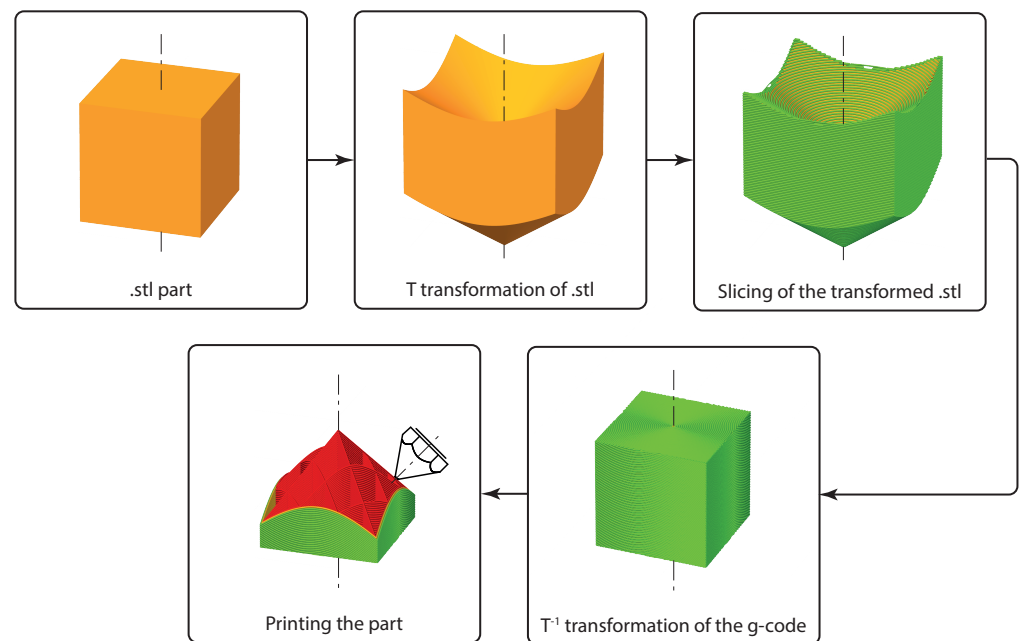 .stl part
T transformation of .stl
Slicing of the transformed .stl
Printing the part
T⁻¹ transformation of the g-code